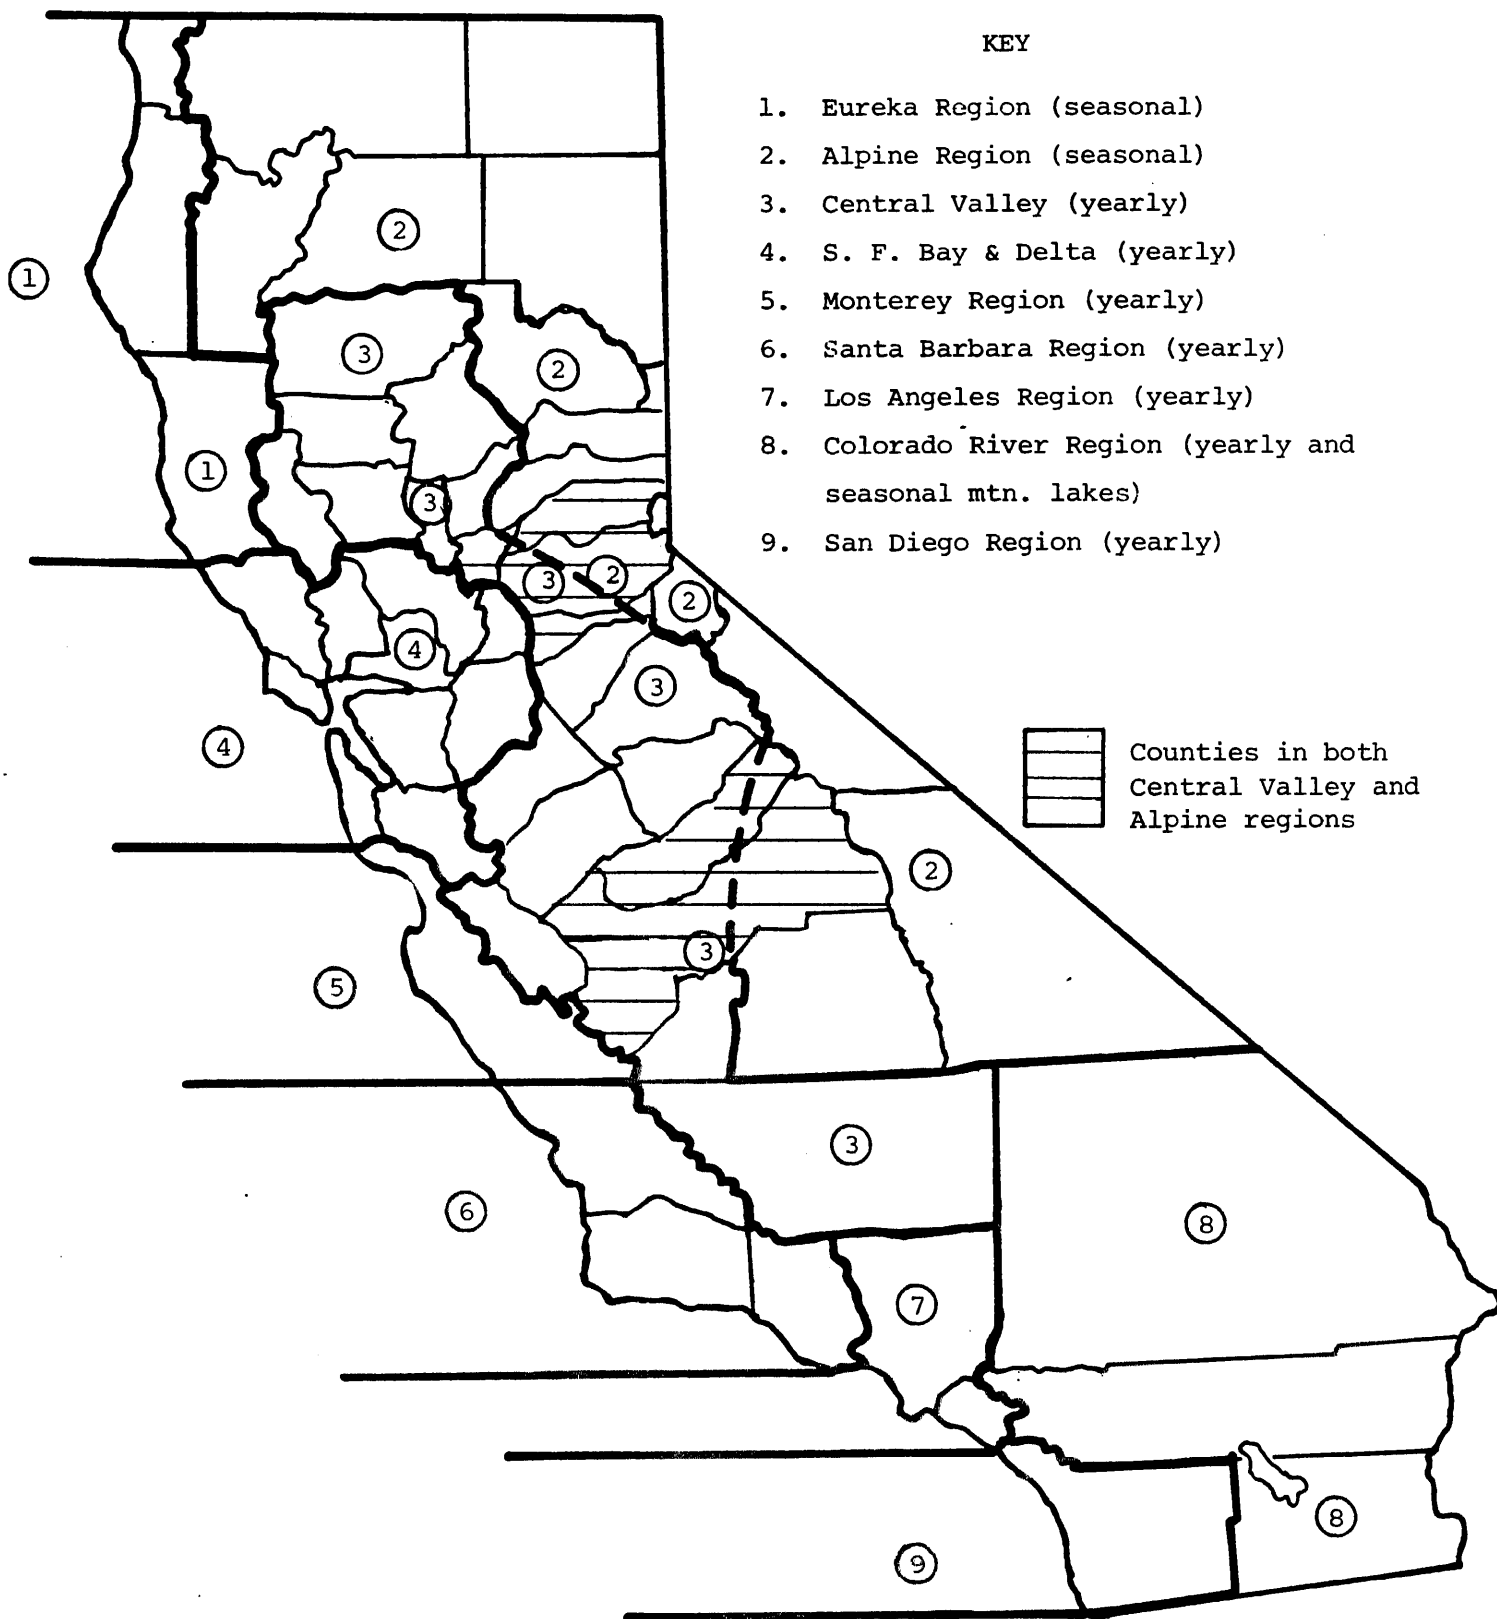 KEY
1. Eureka Region (seasonal)
2. Alpine Region (seasonal)
3. Central Valley (yearly)
4. S. F. Bay & Delta (yearly)
5. Monterey Region (yearly)
6. Santa Barbara Region (yearly)
7. Los Angeles Region (yearly)
8. Colorado River Region (yearly and
seasonal mtn. lakes)
9. San Diego Region (yearly)
2
1
3
2
1
3
3
2
2
4
3
4
Counties in both
Central Valley and
Alpine regions
2
3
5
3
6
8
7
8
9